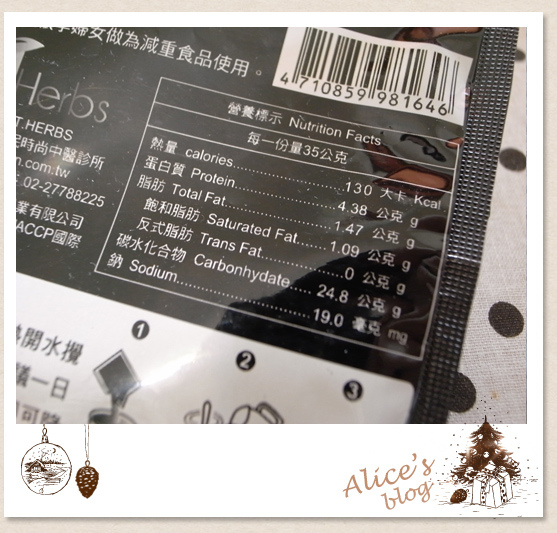 孕婦女做為減重食品使用。
4 710859 981646
Herbs
T.HERBS
時尚中醫診所
n.com.tw
02-27788225
業有限公司
ACCP國際
營養標示 Nutrition Facts
每一份量35公克
熱量 calories..................130 大卡 Kcal
蛋白質 Protein..................4.38 公克 g
脂肪 Total Fat..................1.47 公克 g
飽和脂肪 Saturated Fat......1.09 公克 g
反式脂肪 Trans Fat..............0 公克 g
碳水化合物 Carbonhydate......24.8 公克 g
鈉 Sodium..................19.0 毫克 mg
開水攪
議一日
可隨
1
2
3
Alice's
blog